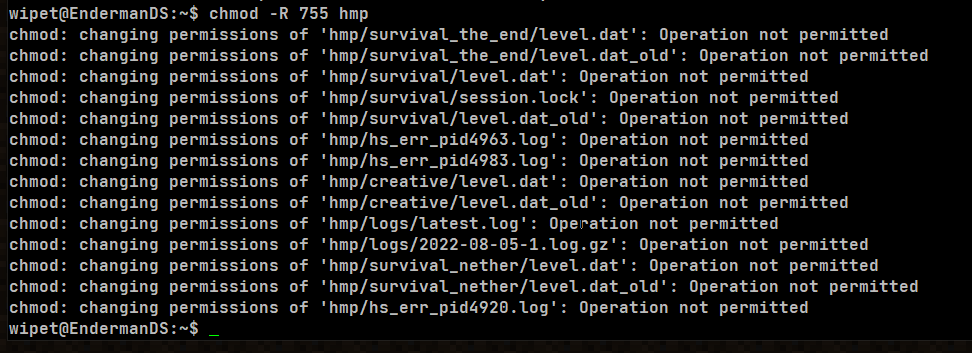 wipet@EndermanDS:~$ chmod -R 755 hmp
chmod: changing permissions of 'hmp/survival_the_end/level.dat': Operation not permitted
chmod: changing permissions of 'hmp/survival_the_end/level.dat_old': Operation not permitted
chmod: changing permissions of 'hmp/survival/level.dat': Operation not permitted
chmod: changing permissions of 'hmp/survival/session.lock': Operation not permitted
chmod: changing permissions of 'hmp/survival/level.dat_old': Operation not permitted
chmod: changing permissions of 'hmp/hs_err_pid4963.log': Operation not permitted
chmod: changing permissions of 'hmp/hs_err_pid4983.log': Operation not permitted
chmod: changing permissions of 'hmp/creative/level.dat': Operation not permitted
chmod: changing permissions of 'hmp/creative/level.dat_old': Operation not permitted
chmod: changing permissions of 'hmp/logs/latest.log': Operation not permitted
chmod: changing permissions of 'hmp/logs/2022-08-05-1.log.gz': Operation not permitted
chmod: changing permissions of 'hmp/survival_nether/level.dat': Operation not permitted
chmod: changing permissions of 'hmp/survival_nether/level.dat_old': Operation not permitted
chmod: changing permissions of 'hmp/hs_err_pid4920.log': Operation not permitted
wipet@EndermanDS:~$ _